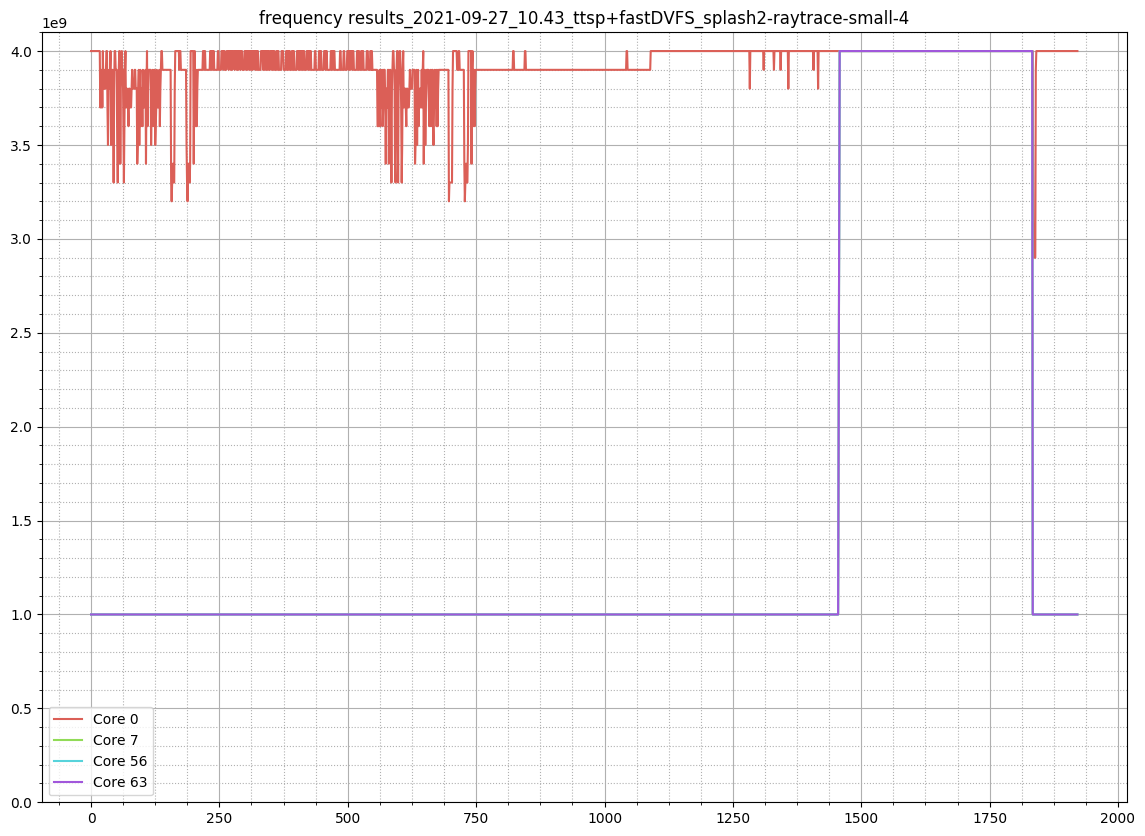 frequency results_2021-09-27_10.43_ttsp+fastDVFS_splash2-raytrace-small-4
1e9
4.0
3.5
3.0
2.5
2.0
1.5
1.0
0.5
0.0
Core 0
Core 7
Core 56
Core 63
0 250 500 750 1000 1250 1500 1750 2000